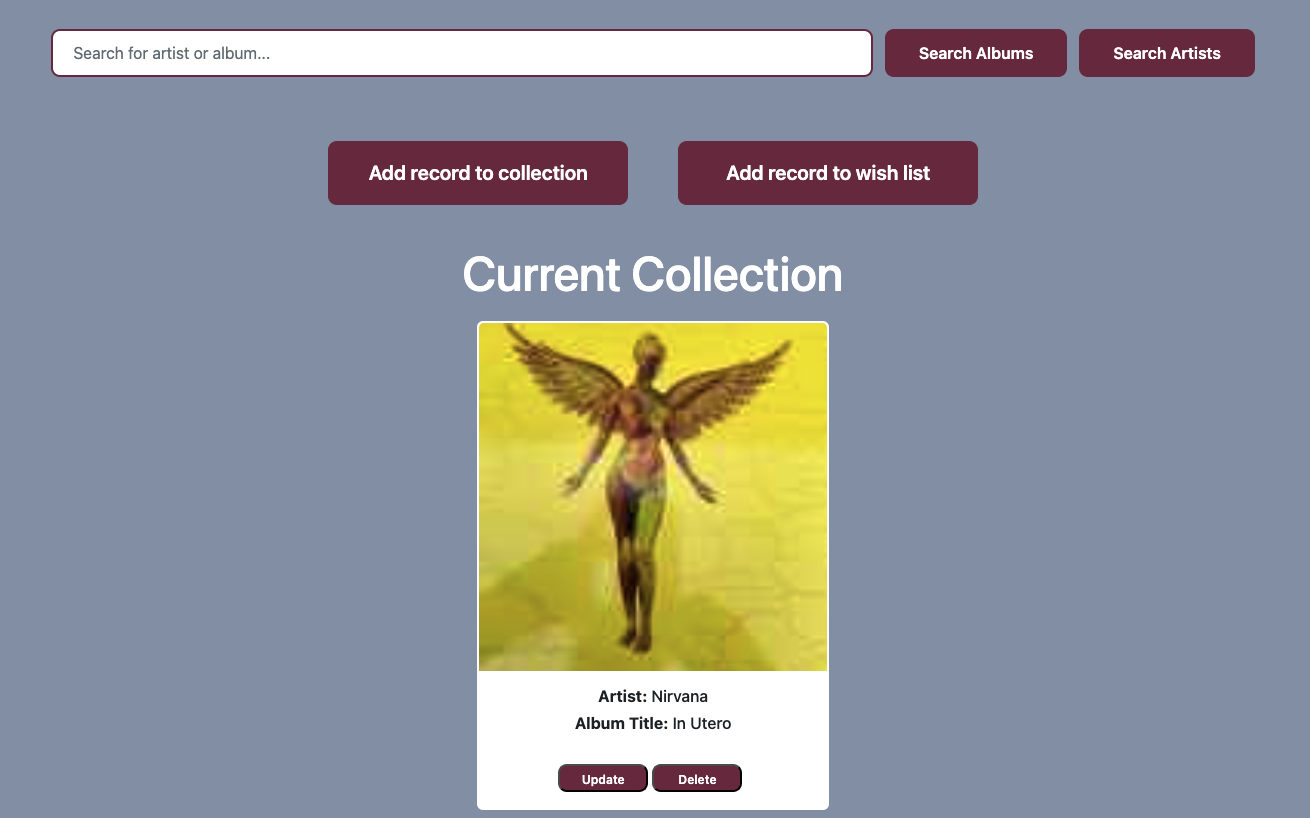 Search for artist or album...
Search Albums
Search Artists
Add record to collection
Add record to wish list
Current Collection
Artist: Nirvana
Album Title: In Utero
Update
Delete